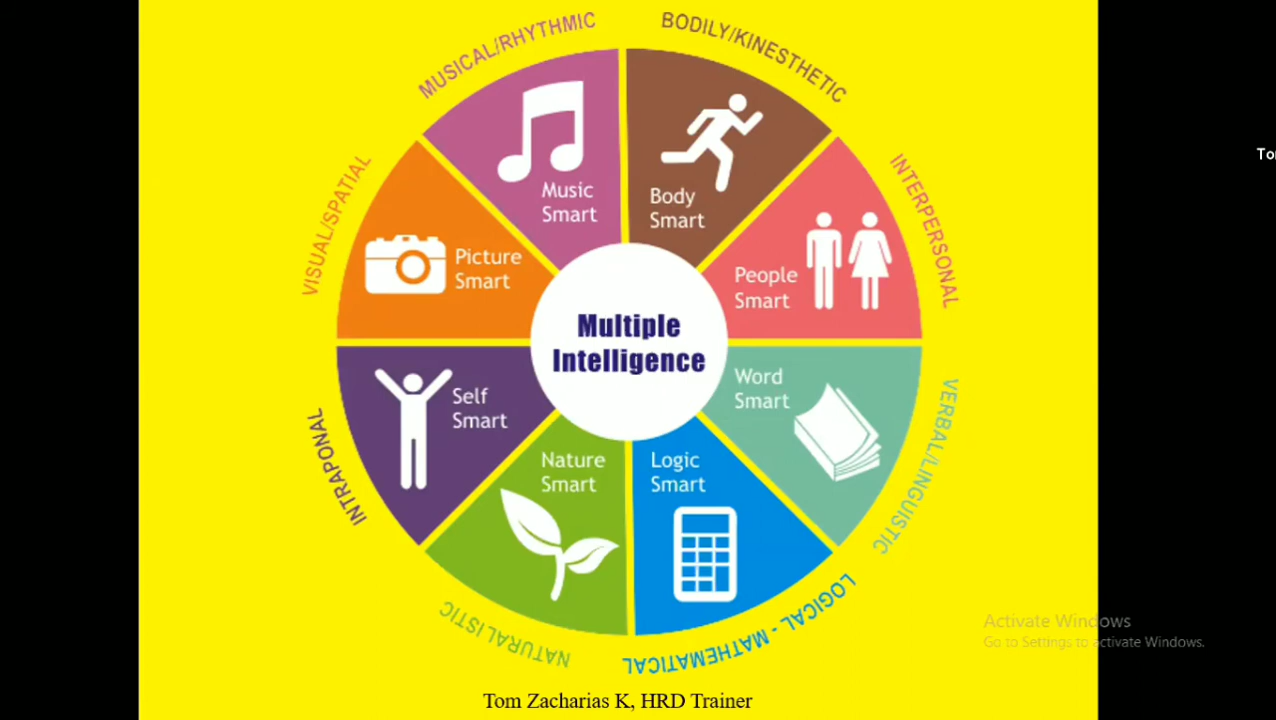 MUSICAL/RHYTHMIC
BODILY/KINESTHETIC
VISUAL/SPATIAL
INTERPERSONAL
Music
Smart
Body
Smart
Picture
Smart
People
Smart
Multiple
Intelligence
Self
Smart
Word
Smart
Nature
Smart
Logic
Smart
INTRAPONAL
VERBAL/LINGUISTIC
NATURALISTIC
LOGICAL - MATHEMATICAL
Activate Windows
Go to Settings to activate Windows.
Tom Zacharias K, HRD Trainer